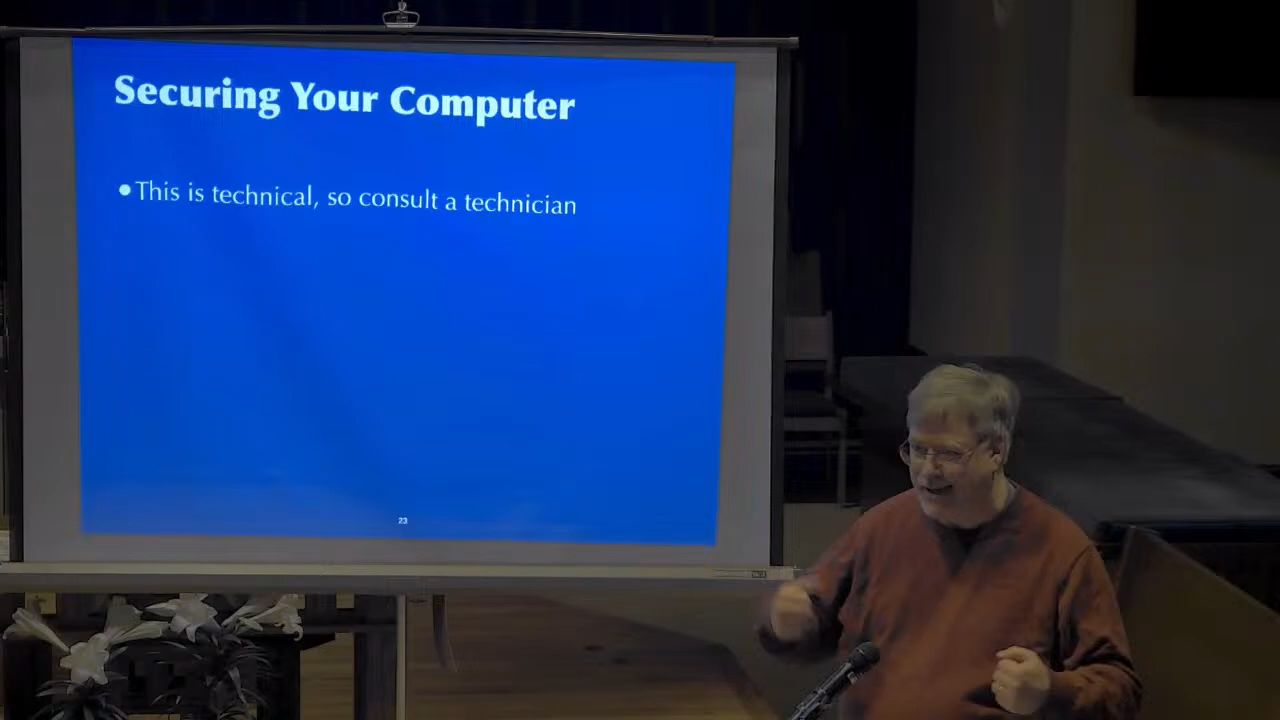 Securing Your Computer
•This is technical, so consult a technician
23